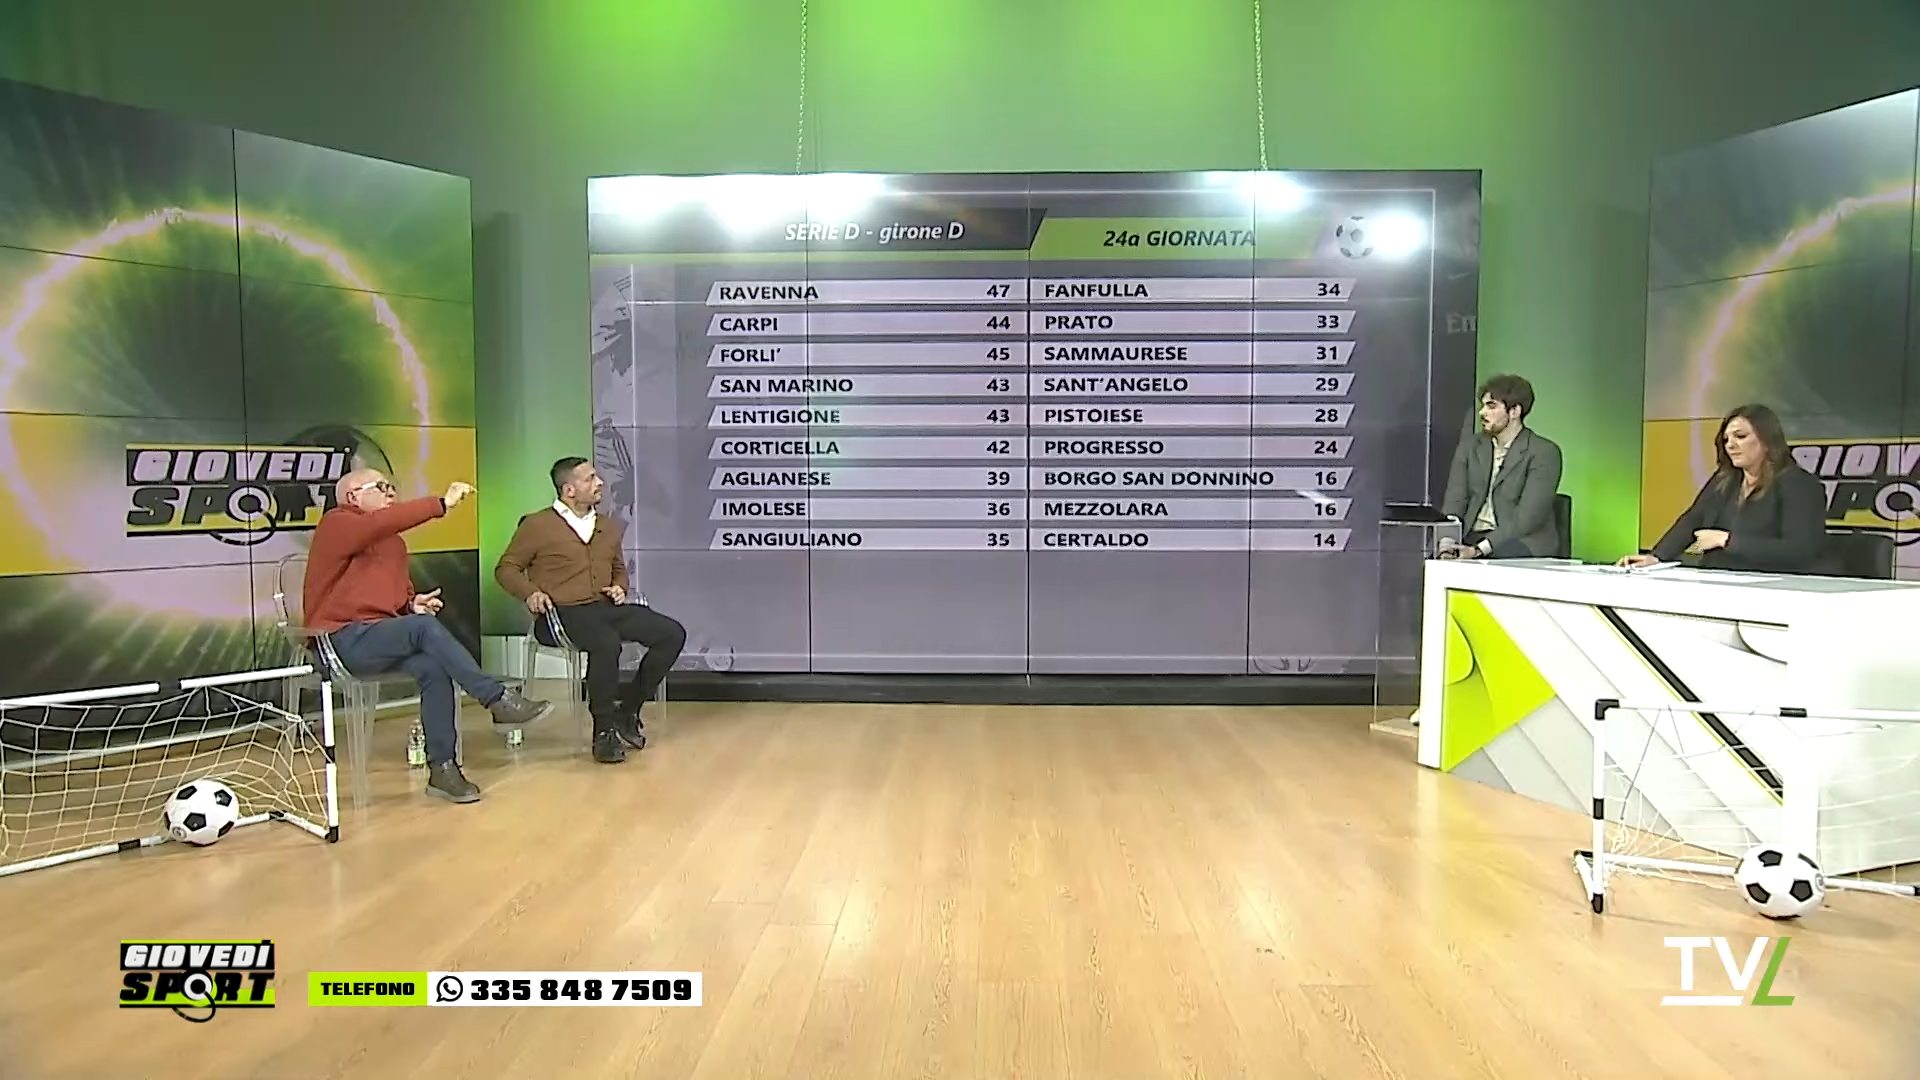 SERIE D - girone D
24a GIORNATA
RAVENNA 47
CARPI 44
FORLI' 45
SAN MARINO 43
LENTIGIONE 43
CORTICELLA 42
AGLIANESE 39
IMOLESE 36
SANGIULIANO 35
FANFULLA 34
PRATO 33
SAMMAURESE 31
SANT'ANGELO 29
PISTOIESE 28
PROGRESSO 24
BORGO SAN DONNINO 16
MEZZOLARA 16
CERTALDO 14
GIOVEDÌ
SPORT
GIOVEDÌ
SPORT
TELEFONO 335 848 7509
TVL